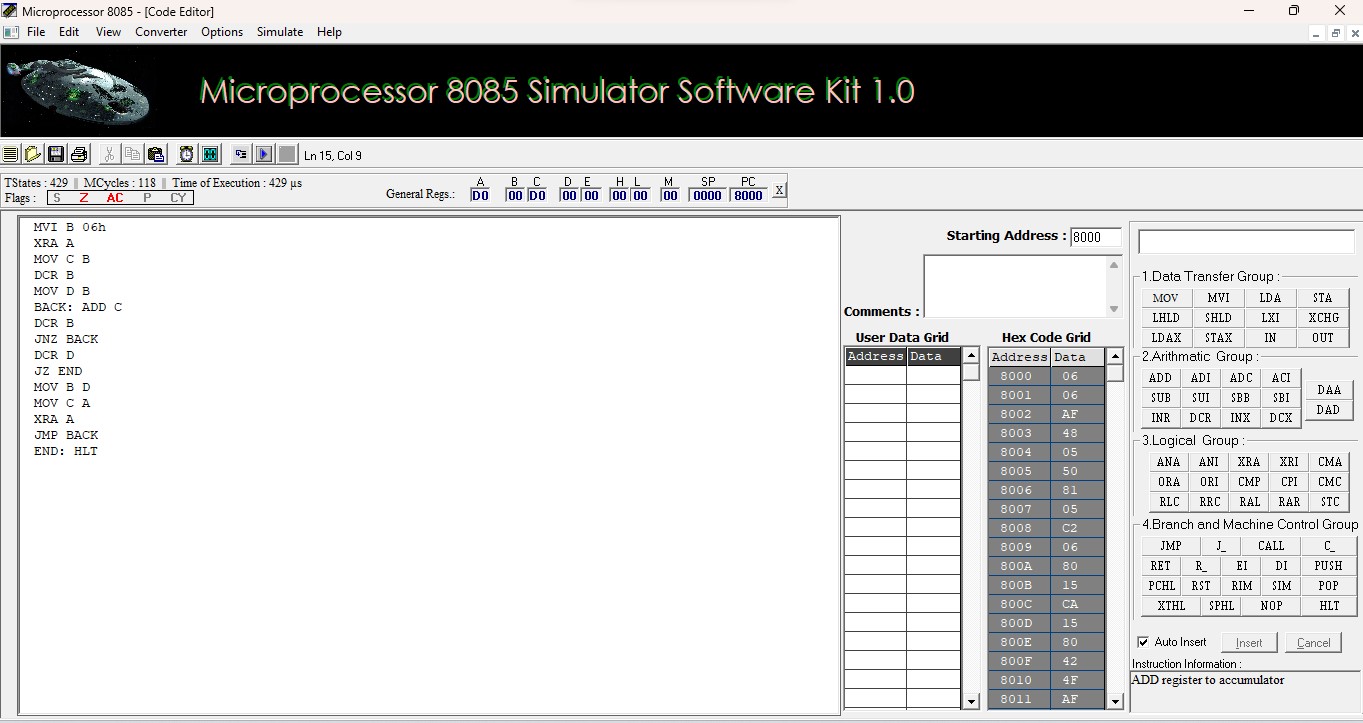 Microprocessor 8085 - [Code Editor]
File Edit View Converter Options Simulate Help
Microprocessor 8085 Simulator Software Kit 1.0
Ln 15, Col 9
TStates : 429 || MCycles : 118 || Time of Execution : 429 µs
Flags : S Z AC P CY
General Regs.:
A B C D E H L M SP PC
D0 00 D0 00 00 00 00 00 0000 8000 X
MVI B 06h
XRA A
MOV C B
DCR B
MOV D B
BACK: ADD C
DCR B
JNZ BACK
DCR D
JZ END
MOV B D
MOV C A
XRA A
JMP BACK
END: HLT
Starting Address : 8000
Comments :
User Data Grid
Address Data
Hex Code Grid
Address Data
8000 06
8001 06
8002 AF
8003 48
8004 05
8005 50
8006 81
8007 05
8008 C2
8009 06
800A 80
800B 15
800C CA
800D 15
800E 80
800F 42
8010 4F
8011 AF
1.Data Transfer Group :
MOV MVI LDA STA
LHLD SHLD LXI XCHG
LDAX STAX IN OUT
2.Arithmatic Group :
ADD ADI ADC ACI
SUB SUI SBB SBI
INR DCR INX DCX
DAA
DAD
3.Logical Group :
ANA ANI XRA XRI CMA
ORA ORI CMP CPI CMC
RLC RRC RAL RAR STC
4.Branch and Machine Control Group
JMP J_ CALL C_
RET R_ EI DI PUSH
PCHL RST RIM SIM POP
XTHL SPHL NOP HLT
Auto Insert Insert Cancel
Instruction Information :
ADD register to accumulator